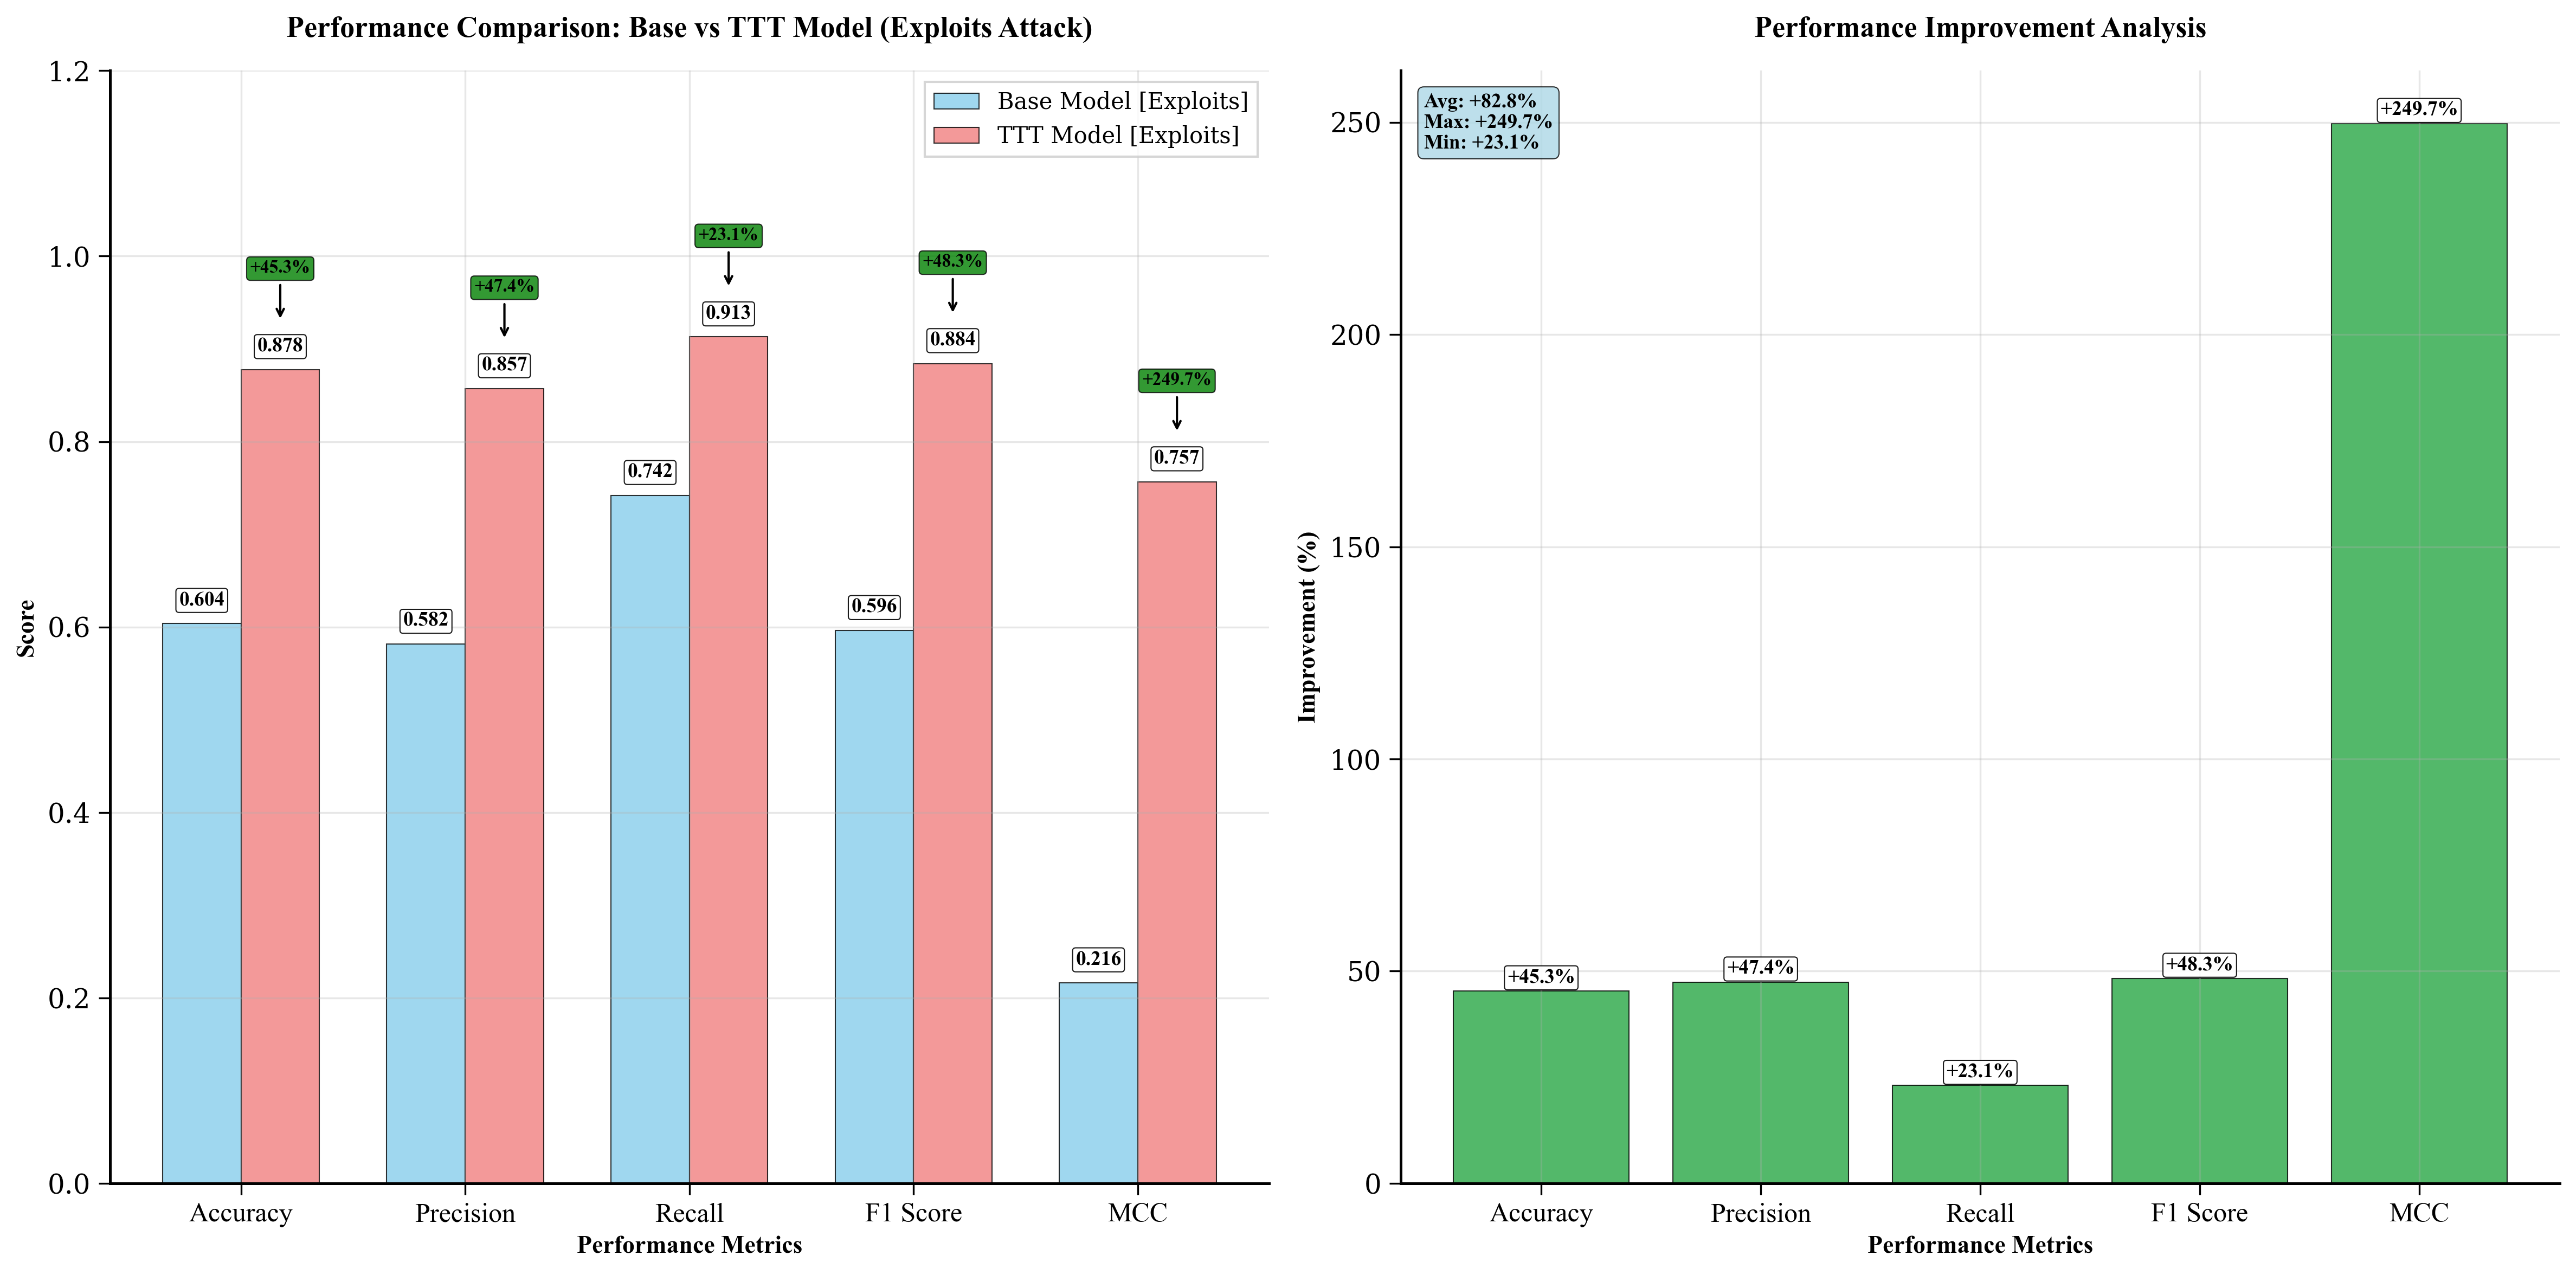 Performance Comparison: Base vs TTT Model (Exploits Attack)
Base Model [Exploits]
TTT Model [Exploits]
Score
1.2
1.0
0.8
0.6
0.4
0.2
0.0
+45.3%
+47.4%
+23.1%
+48.3%
+249.7%
0.604
0.878
0.582
0.857
0.742
0.913
0.596
0.884
0.216
0.757
Accuracy
Precision
Recall
F1 Score
MCC
Performance Metrics
Performance Improvement Analysis
Avg: +82.8%
Max: +249.7%
Min: +23.1%
Improvement (%)
250
200
150
100
50
0
+45.3%
+47.4%
+23.1%
+48.3%
+249.7%
Accuracy
Precision
Recall
F1 Score
MCC
Performance Metrics